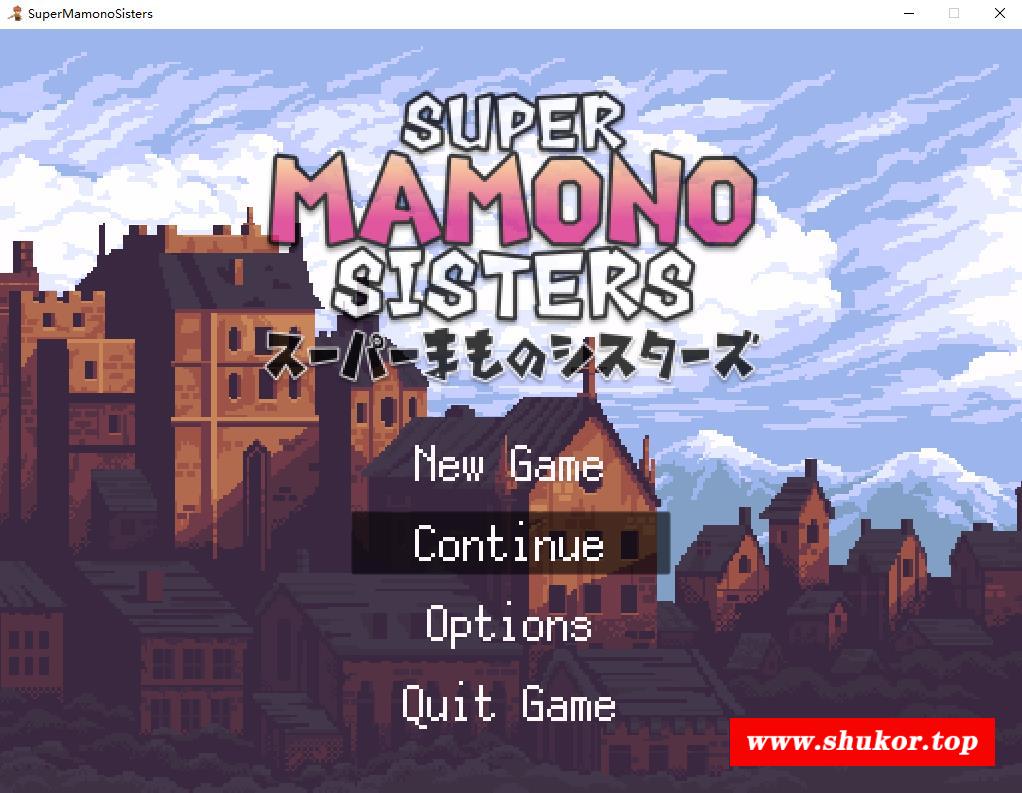 SuperMamonoSisters
SUPER
MAMONO
SISTERS
スーパーまものシスターズ
New Game
Continue
Options
Quit Game
www.shukor.top